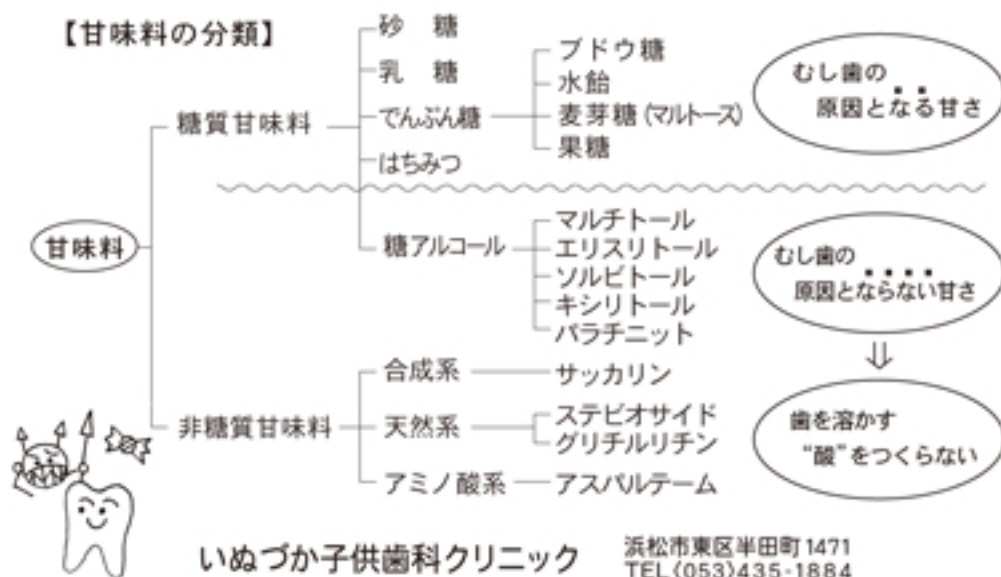 【甘味料の分類】
甘味料
糖質甘味料
砂 糖
乳 糖
でんぷん糖
ブドウ糖
水飴
麦芽糖(マルトース)
果糖
はちみつ
糖アルコール
マルチトール
エリスリトール
ソルビトール
キシリトール
パラチニット
非糖質甘味料
合成系
サッカリン
天然系
ステビオサイド
グリチルリチン
アミノ酸系
アスパルテーム
むし歯の
原因となる甘さ
むし歯の
原因とならない甘さ
⇓
歯を溶かす
“酸”をつくらない
いぬづか子供歯科クリニック
浜松市東区半田町1471
TEL(053)435-1884